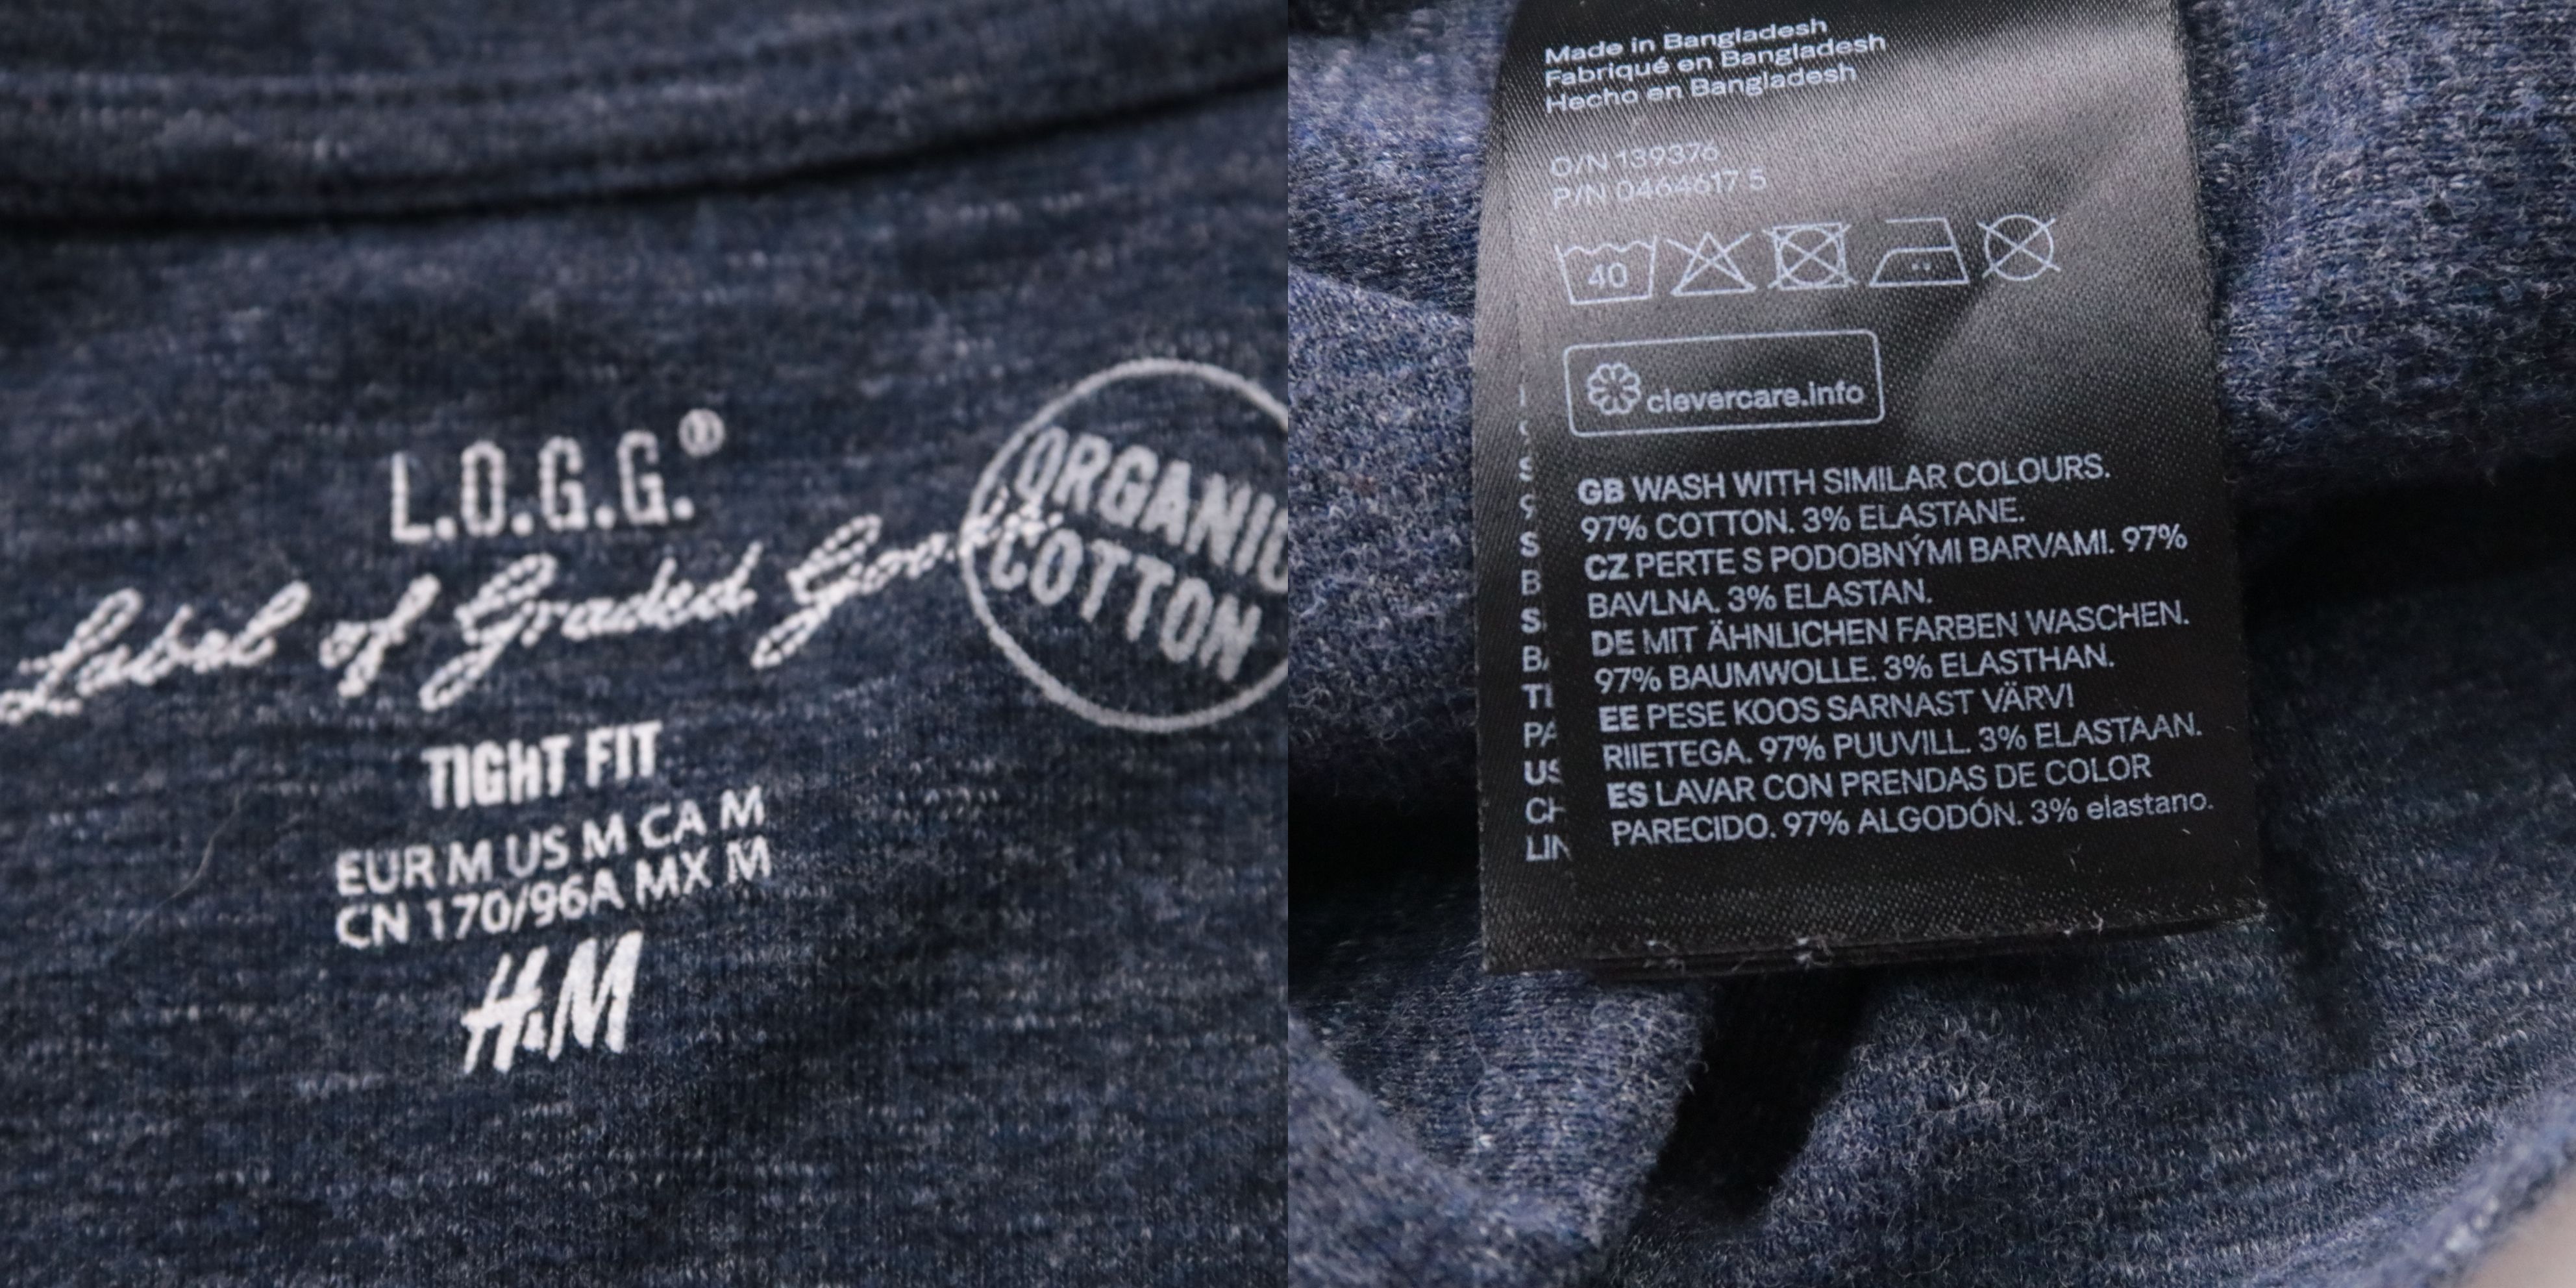 L.O.G.G.®
Label of Graded Goods
ORGANIC
COTTON
TIGHT FIT
EUR M US M CA M
CN 170/96A MX M
H&M
Made in Bangladesh
Fabriqué en Bangladesh
Hecho en Bangladesh
O/N 139376
P/N 0464617 5
40
clevercare.info
GB WASH WITH SIMILAR COLOURS.
97% COTTON. 3% ELASTANE.
CZ PERTE S PODOBNÝMI BARVAMI. 97%
BAVLNA. 3% ELASTAN.
DE MIT ÄHNLICHEN FARBEN WASCHEN.
97% BAUMWOLLE. 3% ELASTHAN.
EE PESE KOOS SARNAST VÄRVI
RIIETEGA. 97% PUUVILL. 3% ELASTAAN.
ES LAVAR CON PRENDAS DE COLOR
PARECIDO. 97% ALGODÓN. 3% elastano.